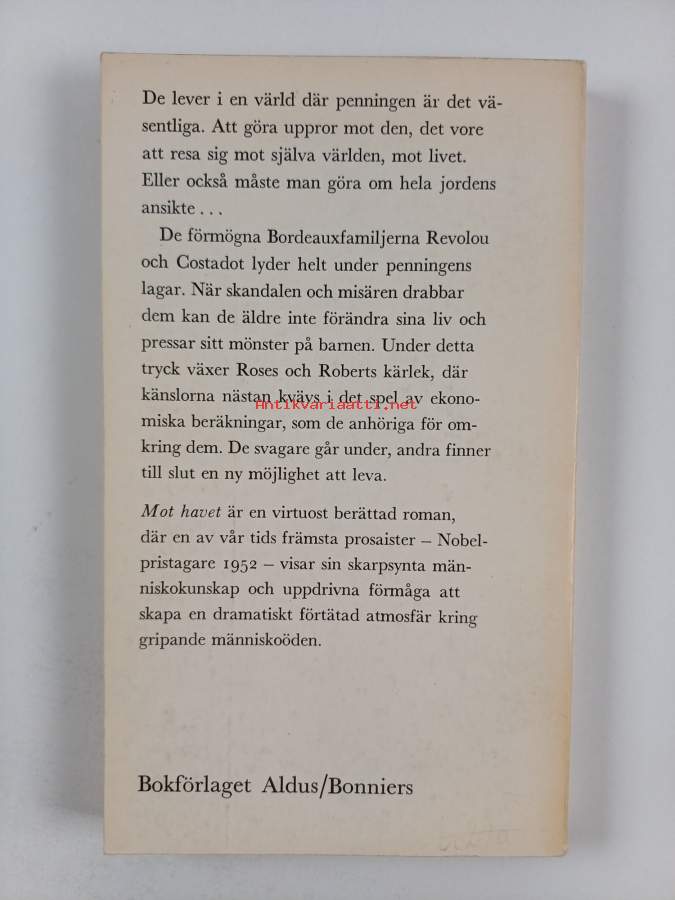 De lever i en värld där penningen är det vä-
sentliga. Att göra uppror mot den, det vore
att resa sig mot själva världen, mot livet.
Eller också måste man göra om hela jordens
ansikte...
De förmögna Bordeauxfamiljerna Revolou
och Costadot lyder helt under penningens
lagar. När skandalen och misären drabbar
dem kan de äldre inte förändra sina liv och
pressar sitt mönster på barnen. Under detta
tryck växer Roses och Roberts kärlek, där
känslorna nästan kvävs i det spel av ekono-
Antikvariaatti.net
miska beräkningar, som de anhöriga för om-
kring dem. De svagare går under, andra finner
till slut en ny möjlighet att leva.
Mot havet är en virtuost berättad roman,
där en av vår tids främsta prosaister – Nobel-
pristagare 1952 – visar sin skarpsynta män-
niskokunskap och uppdrivna förmåga att
skapa en dramatiskt förtätad atmosfär kring
gripande människoöden.
Bokförlaget Aldus/Bonniers